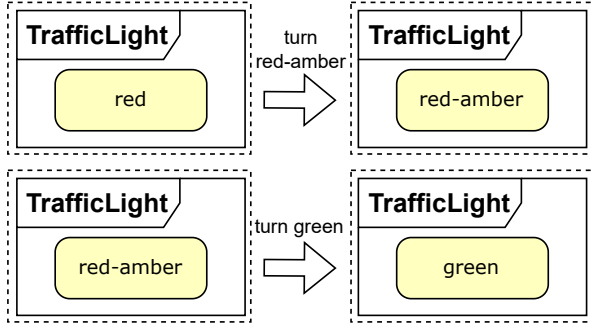 TrafficLight
red
turn
red-amber
TrafficLight
red-amber
TrafficLight
red-amber
turn green
TrafficLight
green